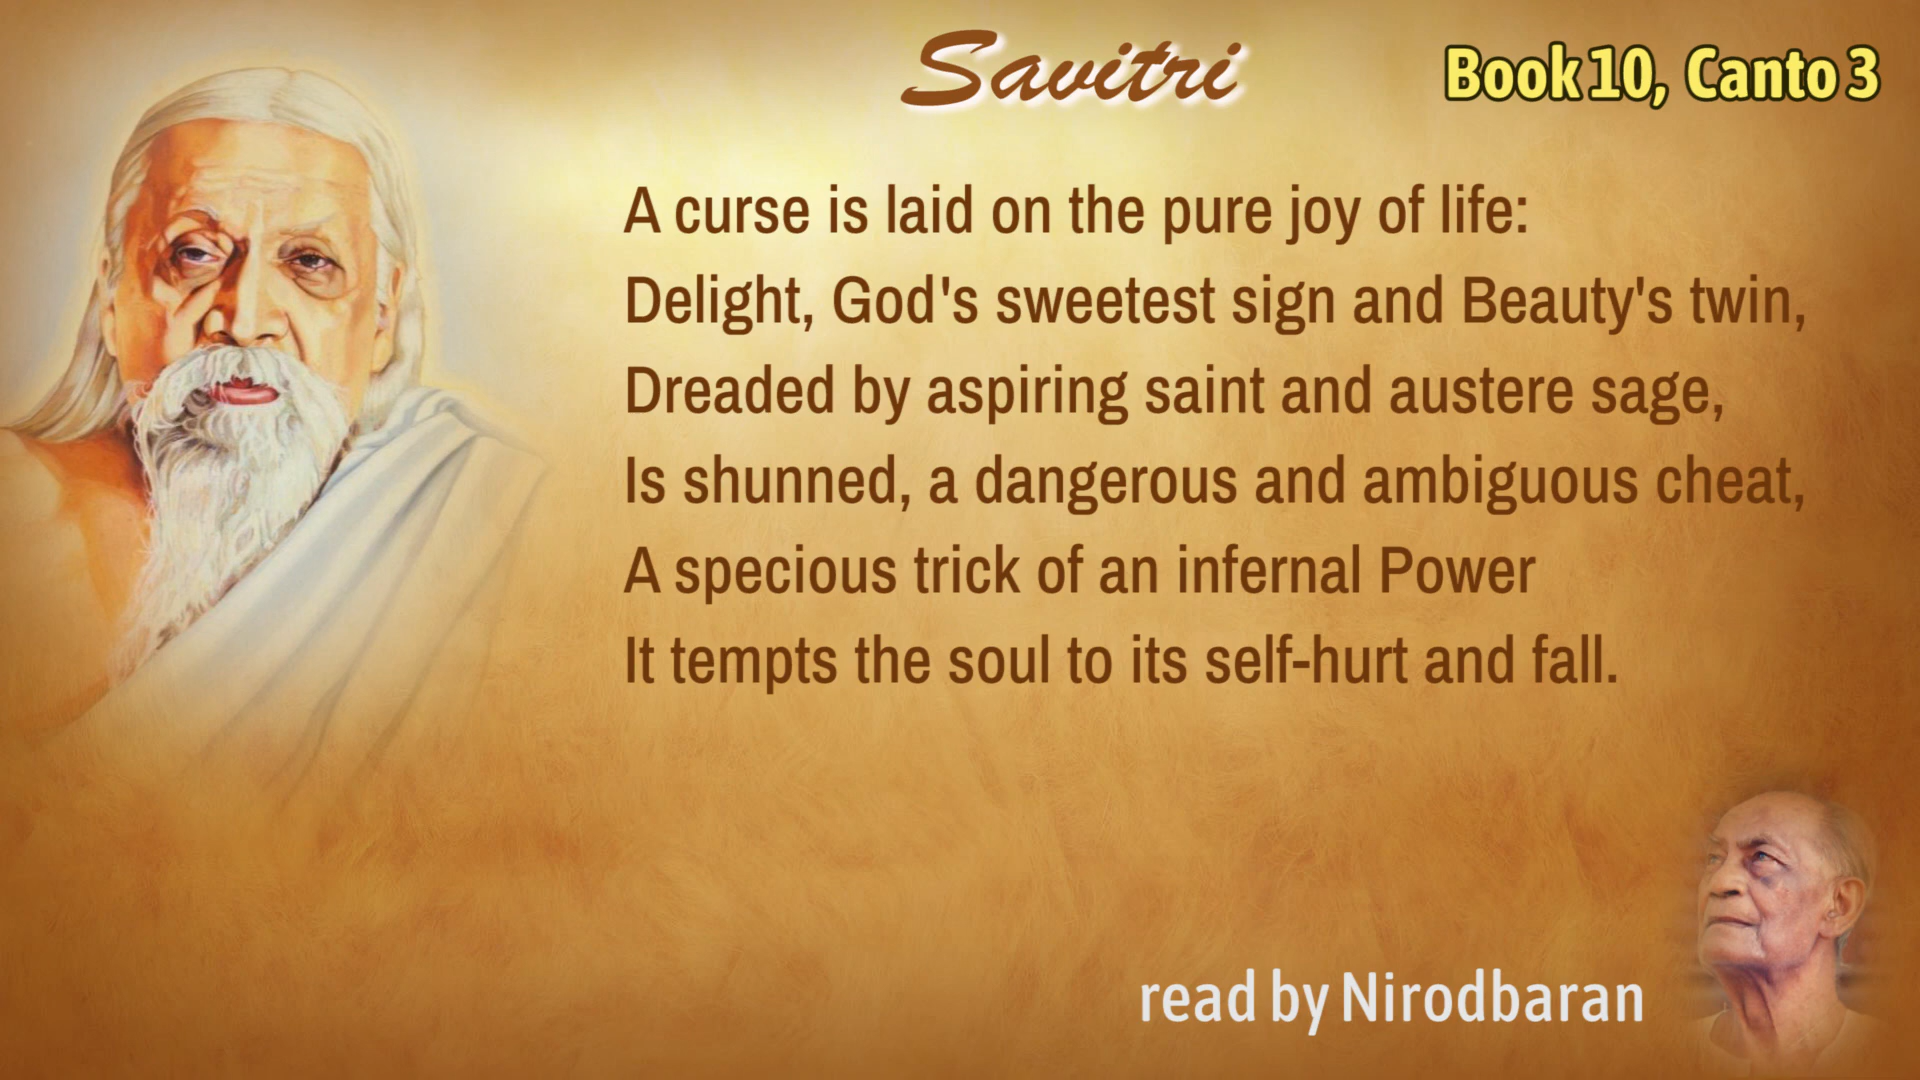 Savitri
Book 10, Canto 3
A curse is laid on the pure joy of life:
Delight, God's sweetest sign and Beauty's twin,
Dreaded by aspiring saint and austere sage,
Is shunned, a dangerous and ambiguous cheat,
A specious trick of an infernal Power
It tempts the soul to its self-hurt and fall.
read by Nirodbaran